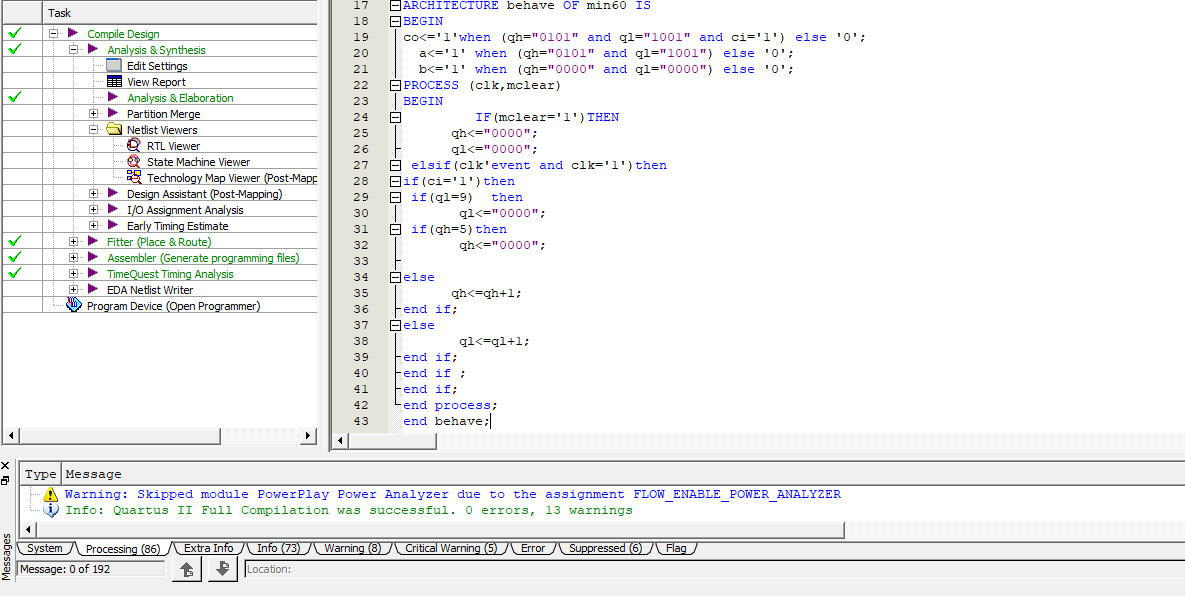 Task
Compile Design
Analysis & Synthesis
Edit Settings
View Report
Analysis & Elaboration
Partition Merge
Netlist Viewers
RTL Viewer
State Machine Viewer
Technology Map Viewer (Post-Mapp
Design Assistant (Post-Mapping)
I/O Assignment Analysis
Early Timing Estimate
Fitter (Place & Route)
Assembler (Generate programming files)
TimeQuest Timing Analysis
EDA Netlist Writer
Program Device (Open Programmer)
17 ARCHITECTURE behave OF min60 IS
18 BEGIN
19 co<='1'when (qh="0101" and ql="1001" and ci='1') else '0';
20 a<='1' when (qh="0101" and ql="1001") else '0';
21 b<='1' when (qh="0000" and ql="0000") else '0';
22 PROCESS (clk,mclear)
23 BEGIN
24 IF(mclear='1')THEN
25 qh<="0000";
26 ql<="0000";
27 elsif(clk'event and clk='1')then
28 if(ci='1')then
29 if(ql=9) then
30 ql<="0000";
31 if(qh=5)then
32 qh<="0000";
33
34 else
35 qh<=qh+1;
36 end if;
37 else
38 ql<=ql+1;
39 end if;
40 end if ;
41 end if;
42 end process;
43 end behave;
Type Message
Warning: Skipped module PowerPlay Power Analyzer due to the assignment FLOW_ENABLE_POWER_ANALYZER
Info: Quartus II Full Compilation was successful. 0 errors, 13 warnings
System Processing (86) Extra Info Info (73) Warning (8) Critical Warning (5) Error Suppressed (6) Flag
Messages
Message: 0 of 192 Location: